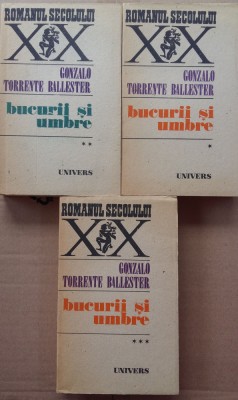 ROMANUL SECOLULUI
XX
GONZALO
TORRENTE BALLESTER
bucurii și
umbre
**
UNIVERS
ROMANUL SECOLULUI
XX
GONZALO
TORRENTE BALLESTER
bucurii și
umbre
*
UNIVERS
ROMANUL SECOLULUI
XX
GONZALO
TORRENTE BALLESTER
bucurii și
umbre
***
UNIVERS